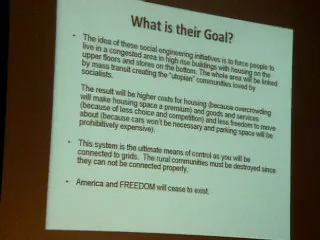 What is their Goal?
• The idea of these social engineering initiatives is to force people to
live in a congested area in high rise buildings with housing on the
upper floors and stores on the bottom. The whole area will be linked
by mass transit creating the "utopian" communities loved by
socialists.
The result will be higher costs for housing (because overcrowding
will make housing space a premium) and goods and services
(because of less choice and competition) and less freedom to move
about (because cars won't be necessary and parking space will be
prohibitively expensive).
• This system is the ultimate means of control as you will be
connected to grids. The rural communities must be destroyed since
they can not be connected properly.
• America and FREEDOM will cease to exist.